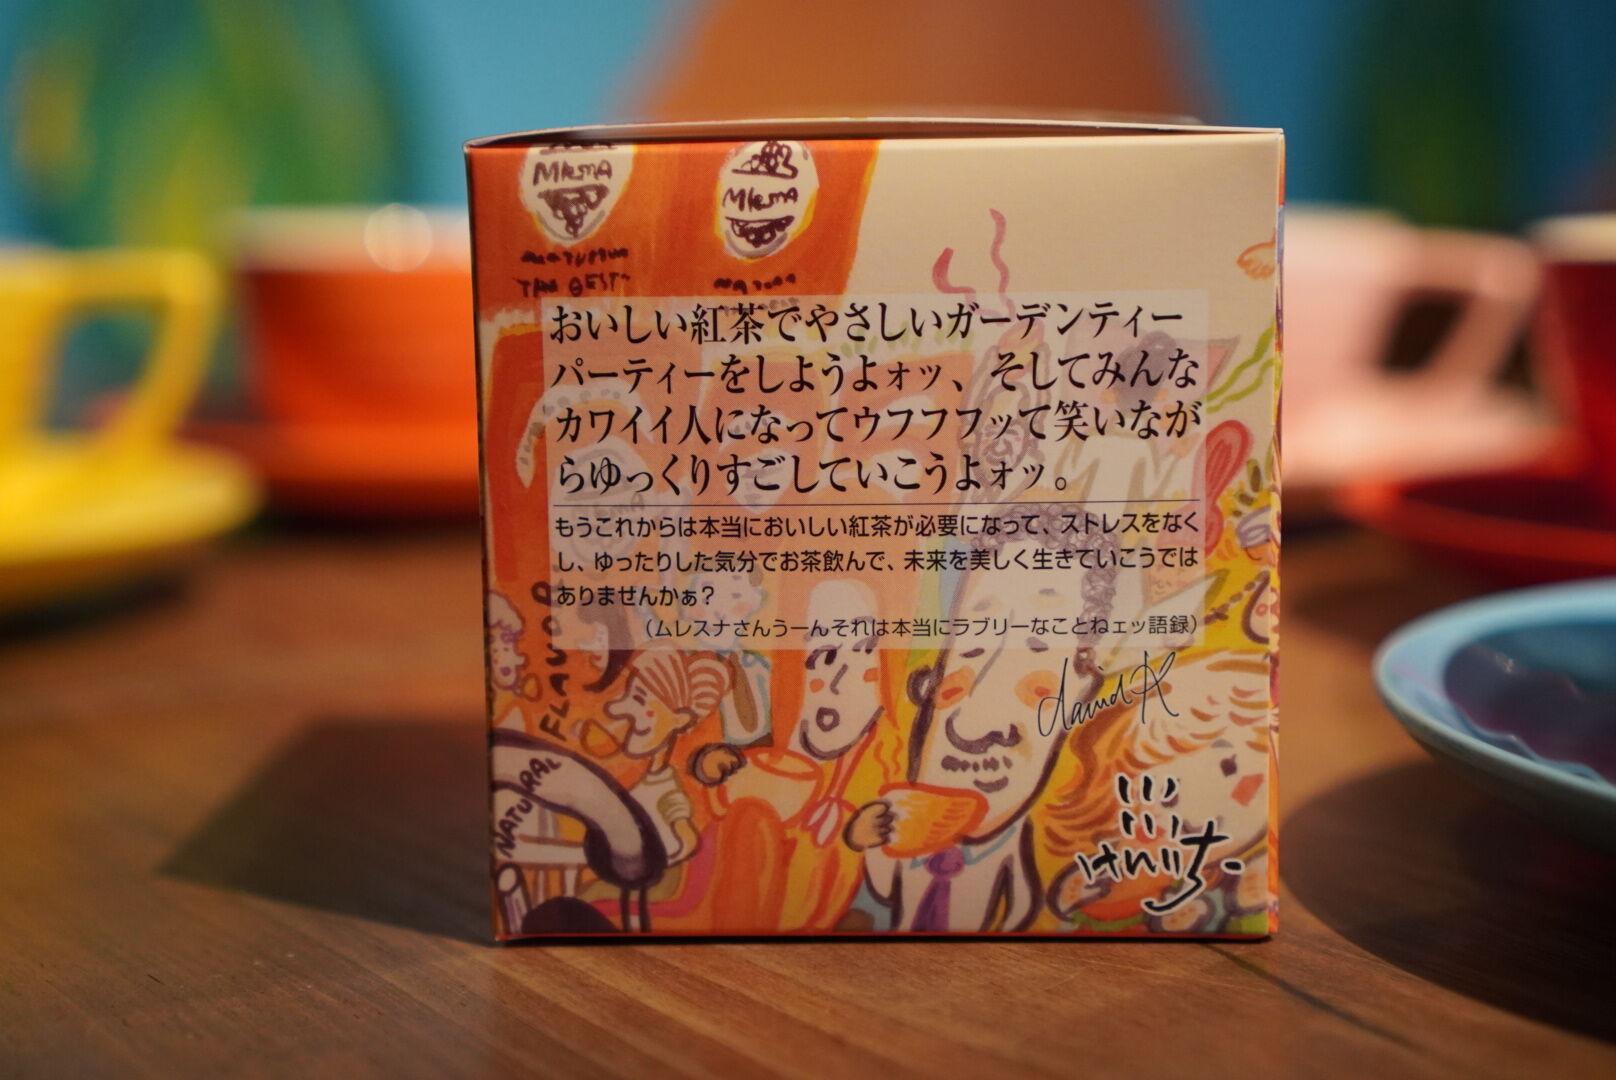 MlesnA
MlesnA
THE BEST
おいしい紅茶でやさしいガーデンティー
パーティーをしようよォッ、そしてみんな
カワイイ人になってウフフフッて笑いなが
らゆっくりすごしていこうよォッ。
もうこれからは本当においしい紅茶が必要になって、ストレスをなく
し、ゆったりした気分でお茶飲んで、未来を美しく生きていこうでは
ありませんかぁ？
（ムレスナさんうーんそれは本当にラブリーなことねェッ語録）
FLAVOR
NATURAL
david K